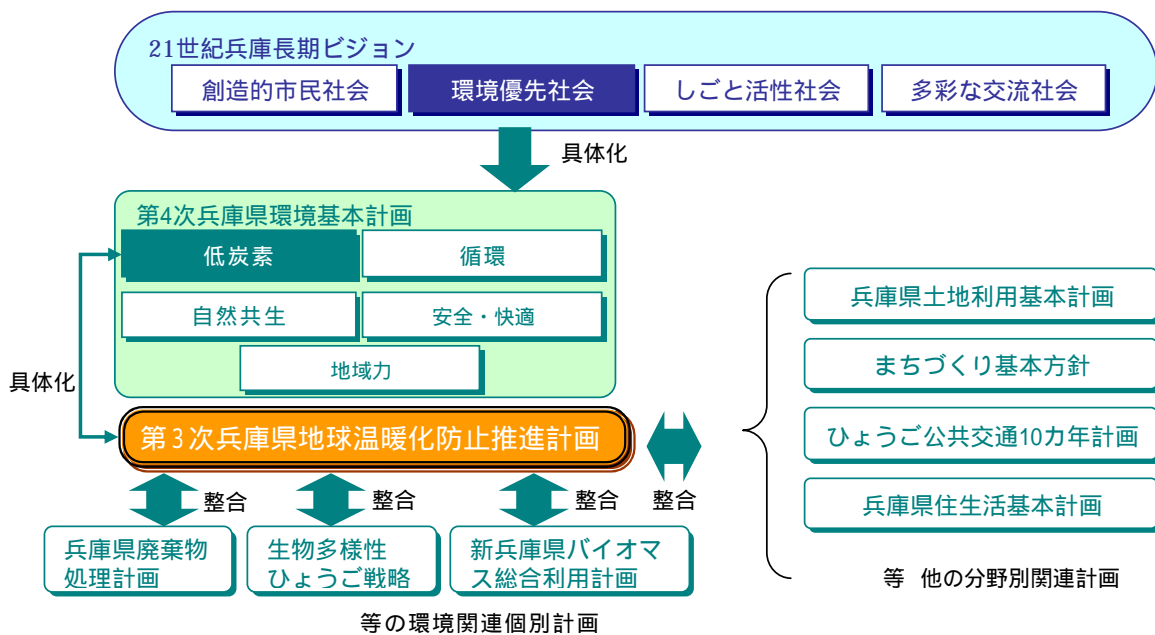 21世紀兵庫長期ビジョン
創造的市民社会
環境優先社会
しごと活性社会
多彩な交流社会
具体化
第4次兵庫県環境基本計画
低炭素
循環
自然共生
安全・快適
地域力
具体化
第3次兵庫県地球温暖化防止推進計画
整合
整合
整合
整合
兵庫県廃棄物
処理計画
生物多様性
ひょうご戦略
新兵庫県バイオマ
ス総合利用計画
等の環境関連個別計画
兵庫県土地利用基本計画
まちづくり基本方針
ひょうご公共交通10カ年計画
兵庫県住生活基本計画
等 他の分野別関連計画